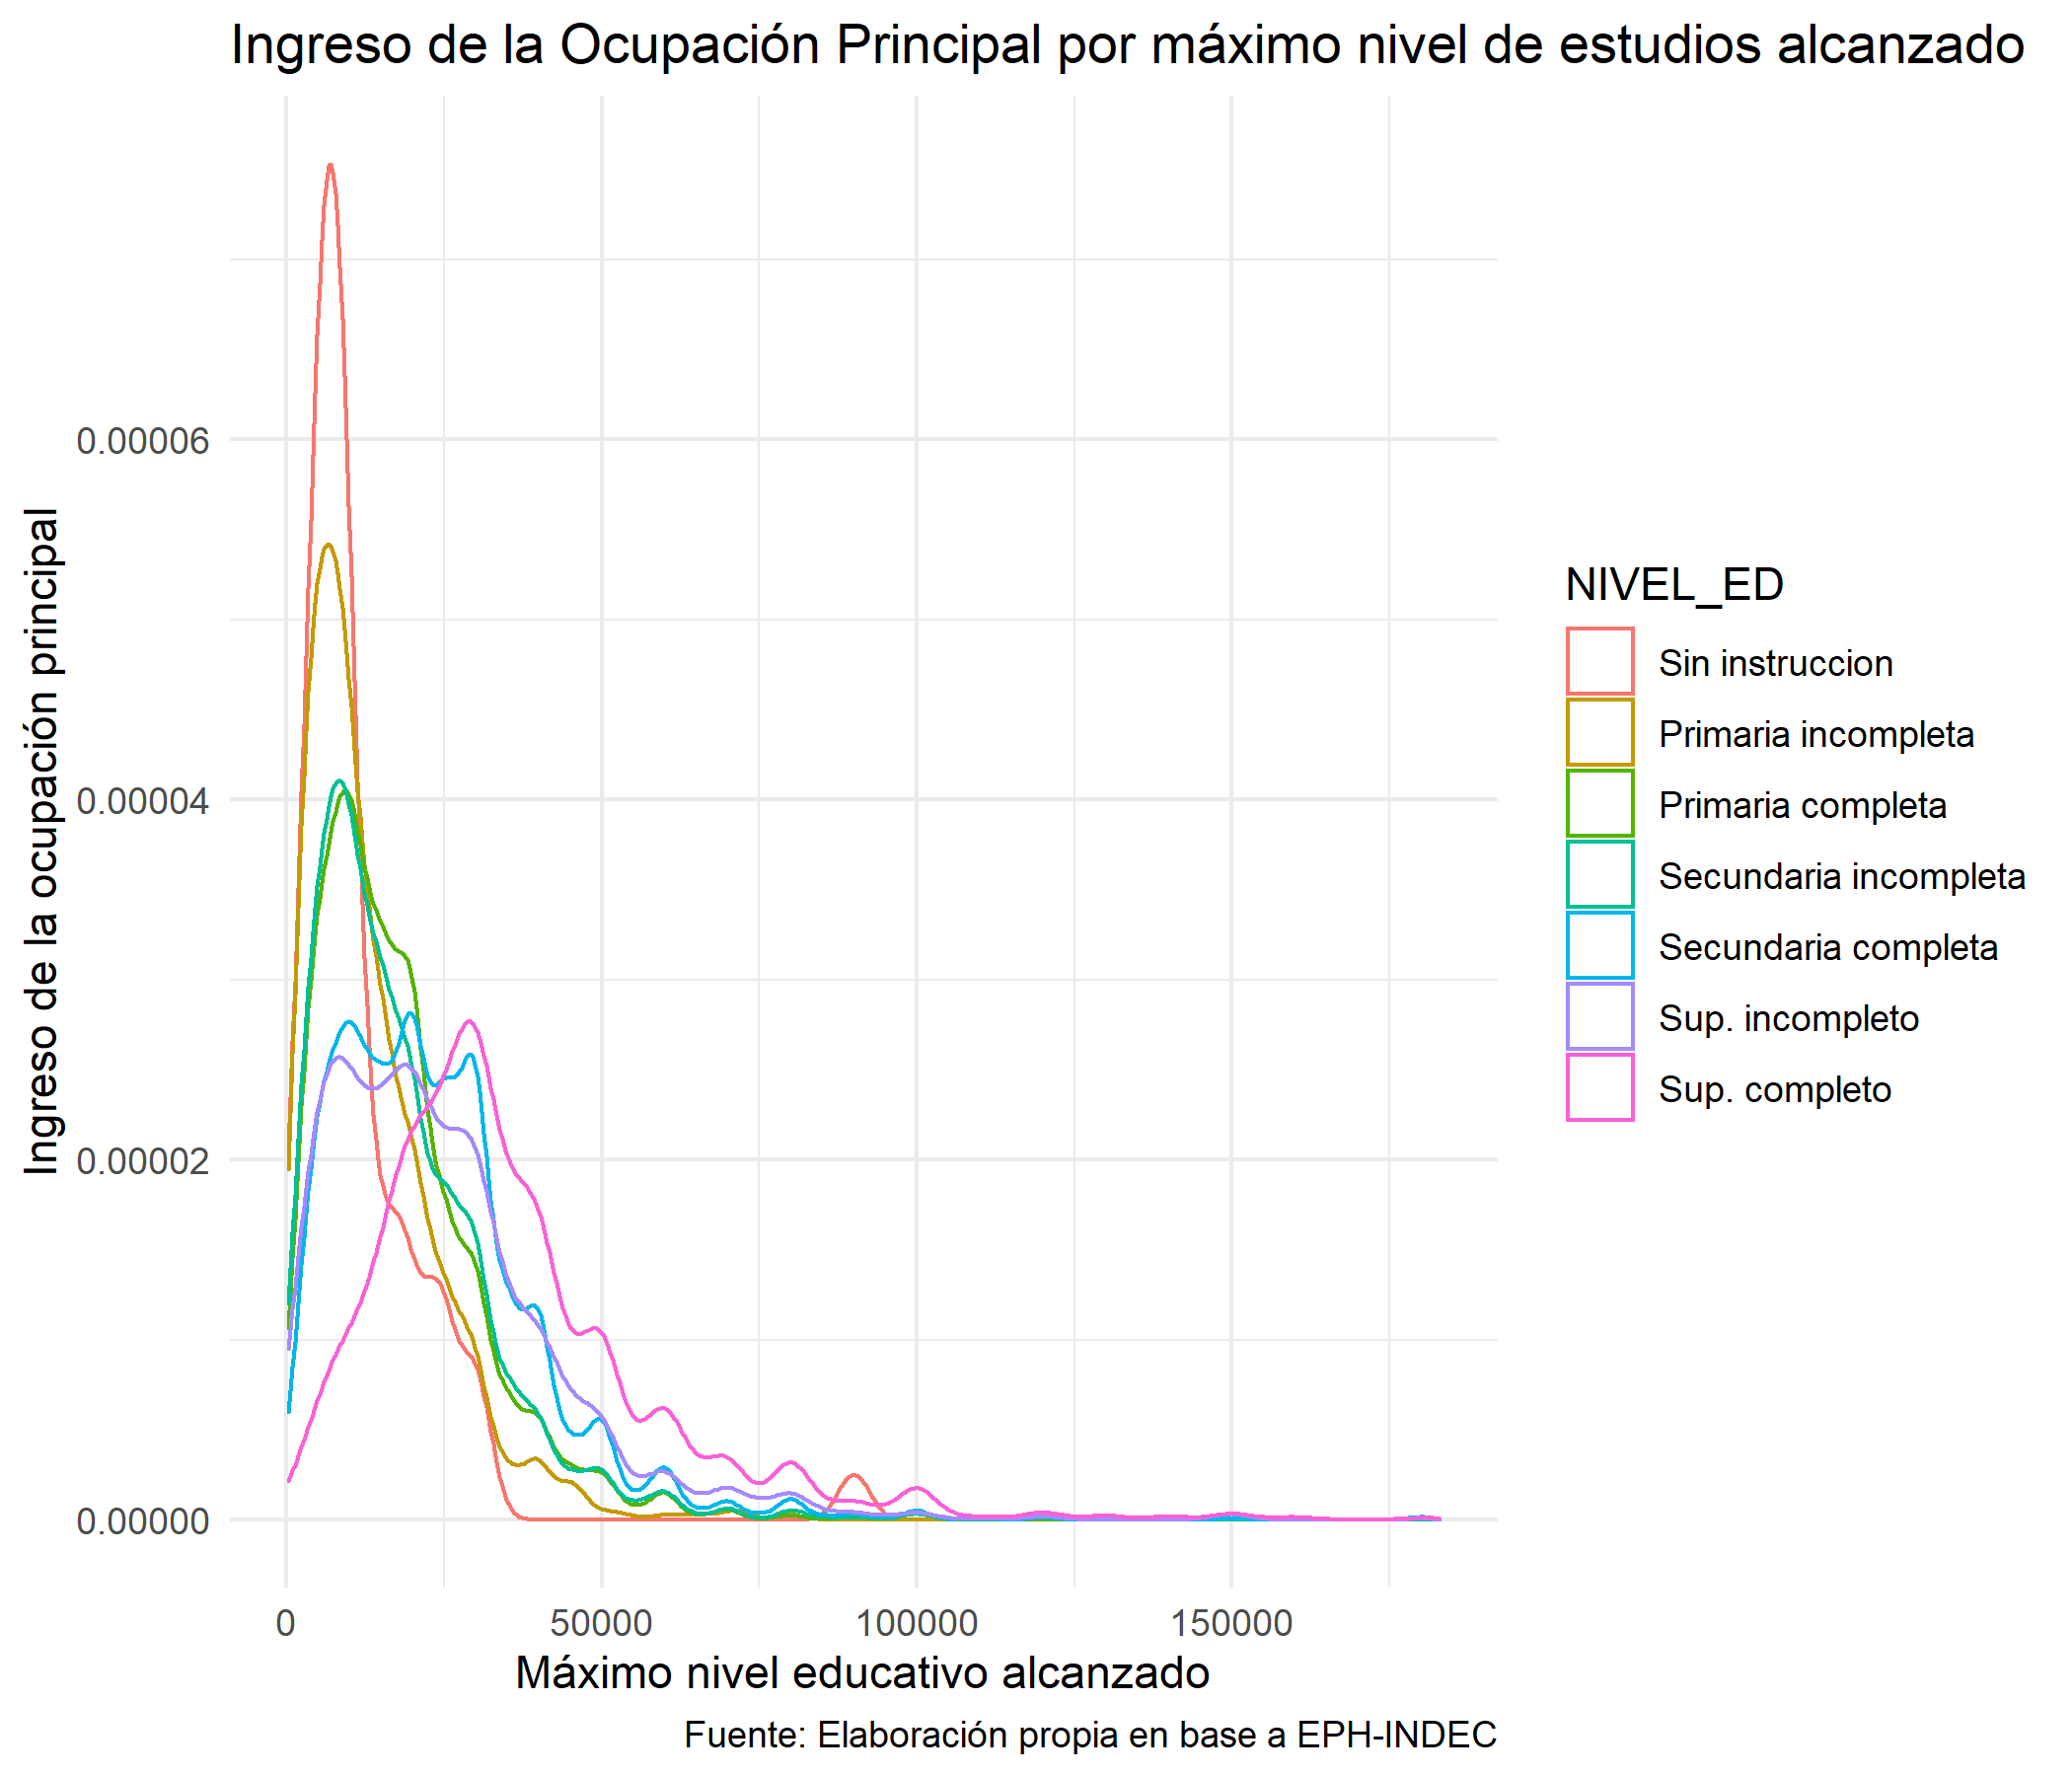 Ingreso de la Ocupación Principal por máximo nivel de estudios alcanzado
Ingreso de la ocupación principal
0.00006
0.00004
0.00002
0.00000
0 50000 100000 150000
Máximo nivel educativo alcanzado
Fuente: Elaboración propia en base a EPH-INDEC
NIVEL_ED
Sin instruccion
Primaria incompleta
Primaria completa
Secundaria incompleta
Secundaria completa
Sup. incompleto
Sup. completo